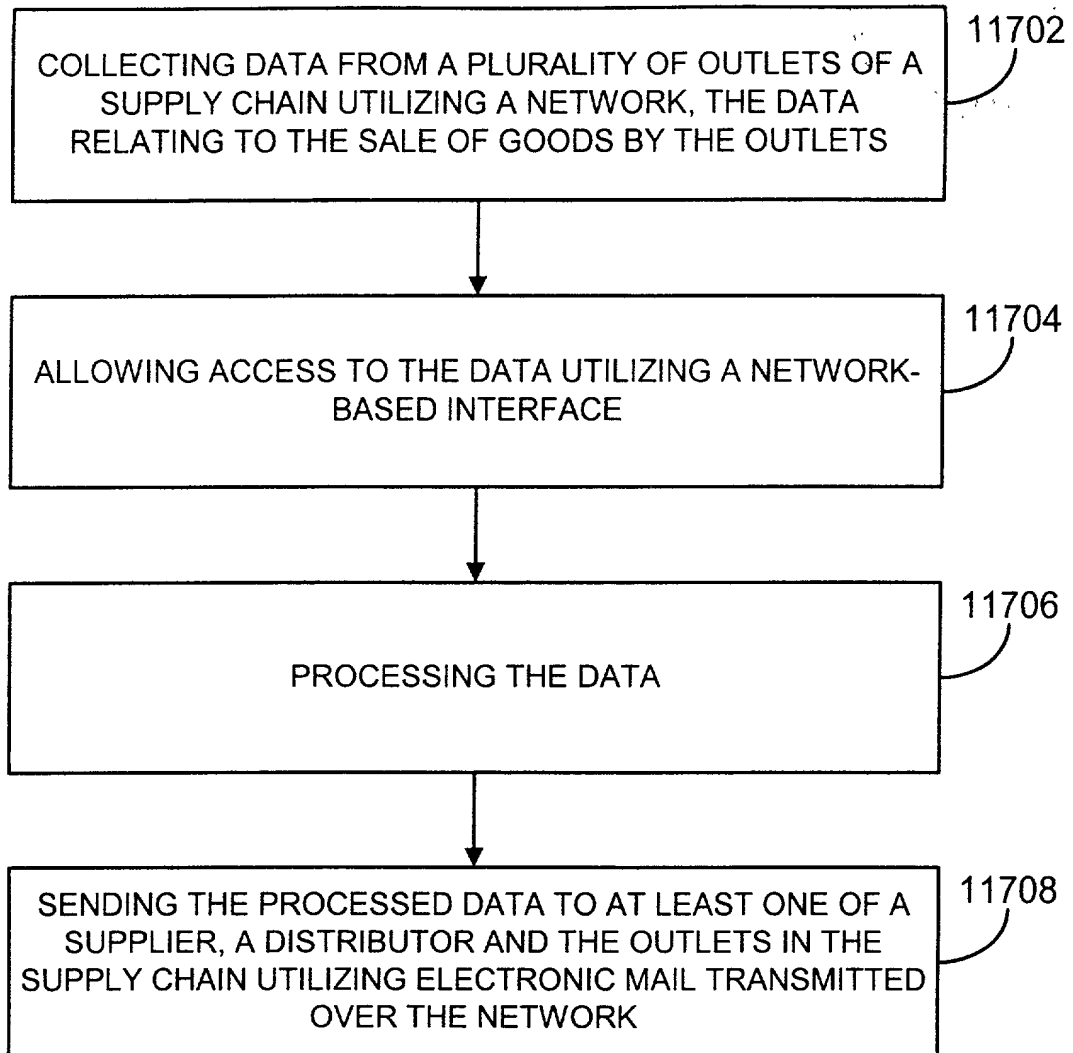 11702
COLLECTING DATA FROM A PLURALITY OF OUTLETS OF A
SUPPLY CHAIN UTILIZING A NETWORK, THE DATA
RELATING TO THE SALE OF GOODS BY THE OUTLETS
11704
ALLOWING ACCESS TO THE DATA UTILIZING A NETWORK-
BASED INTERFACE
11706
PROCESSING THE DATA
11708
SENDING THE PROCESSED DATA TO AT LEAST ONE OF A
SUPPLIER, A DISTRIBUTOR AND THE OUTLETS IN THE
SUPPLY CHAIN UTILIZING ELECTRONIC MAIL TRANSMITTED
OVER THE NETWORK